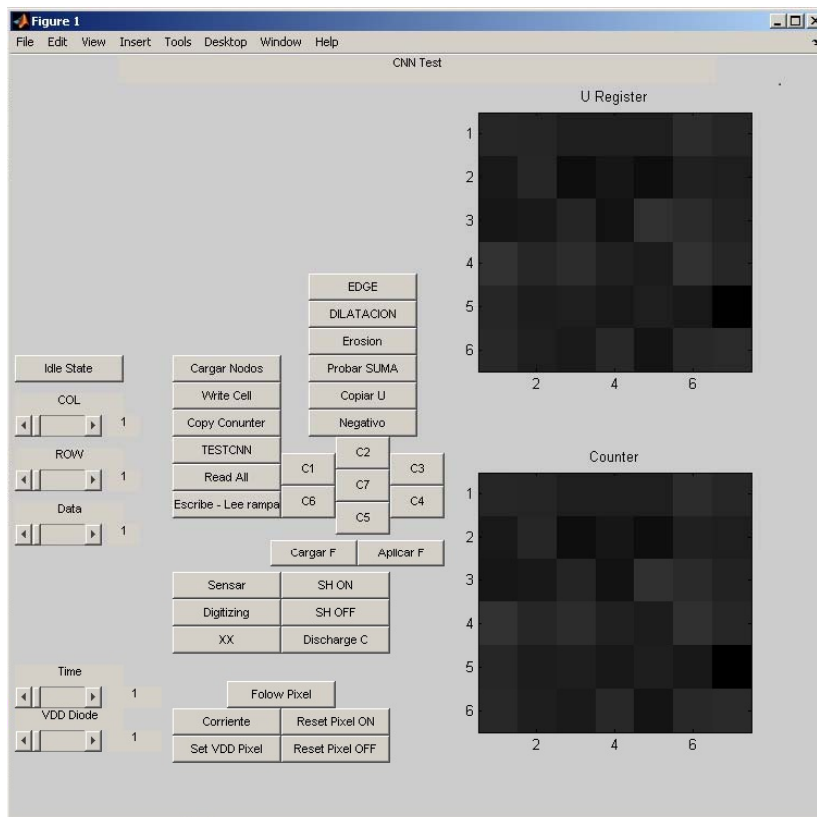 Figure 1
File Edit View Insert Tools Desktop Window Help
CNN Test
U Register
1
2
3
4
5
6
2 4 6
EDGE
DILATACION
Erosion
Probar SUMA
Copiar U
Negativo
Idle State
COL
1
ROW
1
Data
1
Cargar Nodos
Write Cell
Copy Conunter
TESTCNN
Read All
Escribe - Lee rampa
C1
C2
C3
C6
C7
C4
C5
Cargar F Aplicar F
Counter
1
2
3
4
5
6
2 4 6
Sensar SH ON
Digitizing SH OFF
XX Discharge C
Time
1
VDD Diode
1
Folow Pixel
Corriente Reset Pixel ON
Set VDD Pixel Reset Pixel OFF